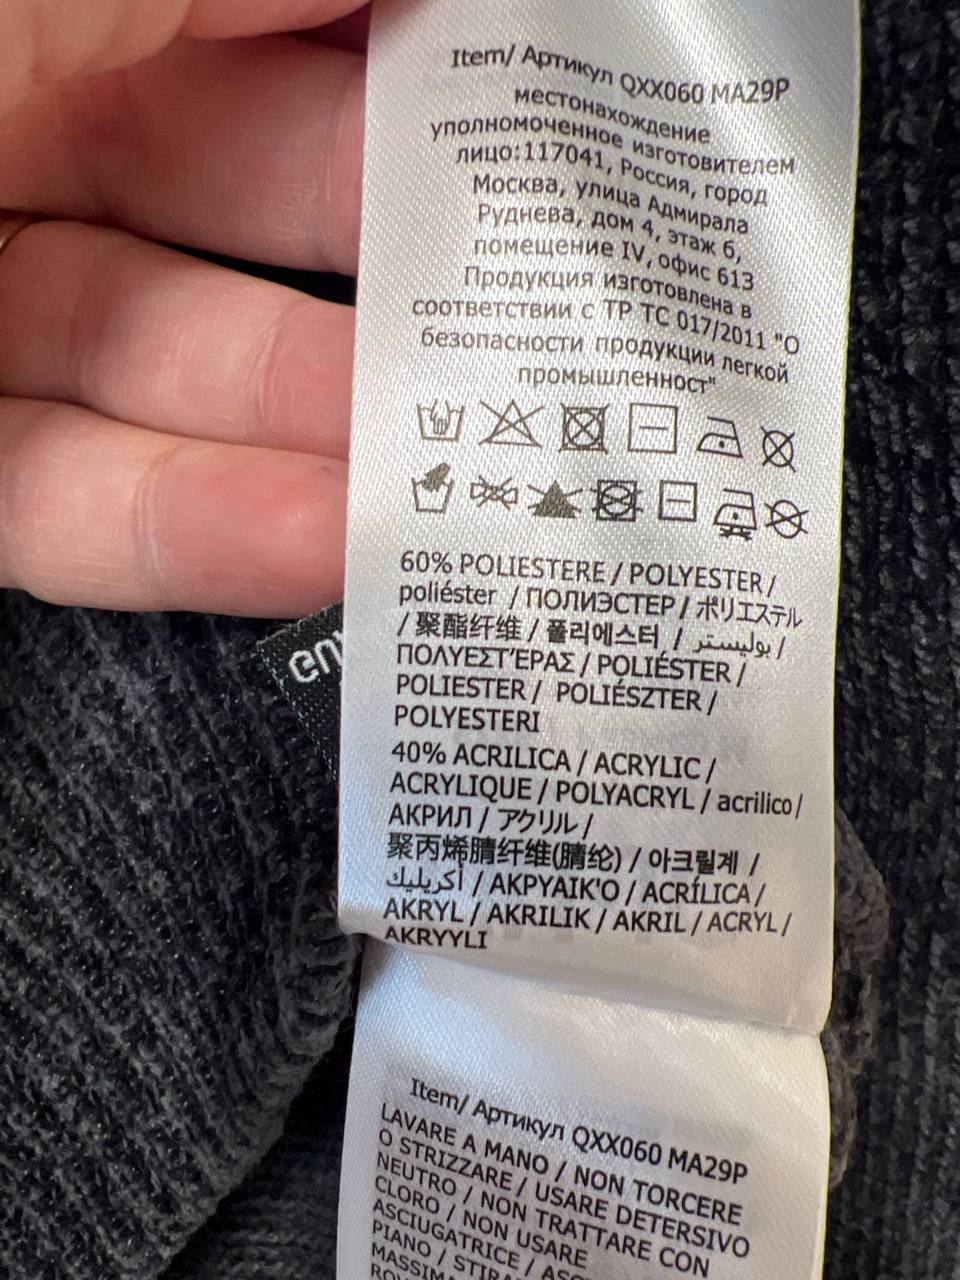 Item/ Артикул QXX060 MA29P
местонахождение
уполномоченное изготовителем
лицо:117041, Россия, город
Москва, улица Адмирала
Руднева, дом 4, этаж 6,
помещение IV, офис 613
Продукция изготовлена в
соответствии с ТР ТС 017/2011 "О
безопасности продукции легкой
промышленност"
60% POLIESTERE / POLYESTER /
poliéster / ПОЛИЭСТЕР / ポリエステル
/ 聚酯纤维 / 폴리에스터 / بوليستر /
ΠΟΛΥΕΣΤΈΡΑΣ / POLIÉSTER /
POLIESTER / POLIÉSZTER /
POLYESTERI
40% ACRILICA / ACRYLIC /
ACRYLIQUE / POLYACRYL / acrilico /
АКРИЛ / アクリル /
聚丙烯腈纤维(腈纶) / 아크릴계 /
أكريليك / AKPYAIK'O / ACRÍLICA /
AKRYL / AKRILIK / AKRIL / ACRYL /
AKRYYLI
Item/ Артикул QXX060 MA29P
LAVARE A MANO / NON TORCERE
O STRIZZARE / USARE DETERSIVO
NEUTRO / NON TRATTARE CON
CLORO / NON USARE
ASCIUGATRICE /
PIANO /
MASSIMA